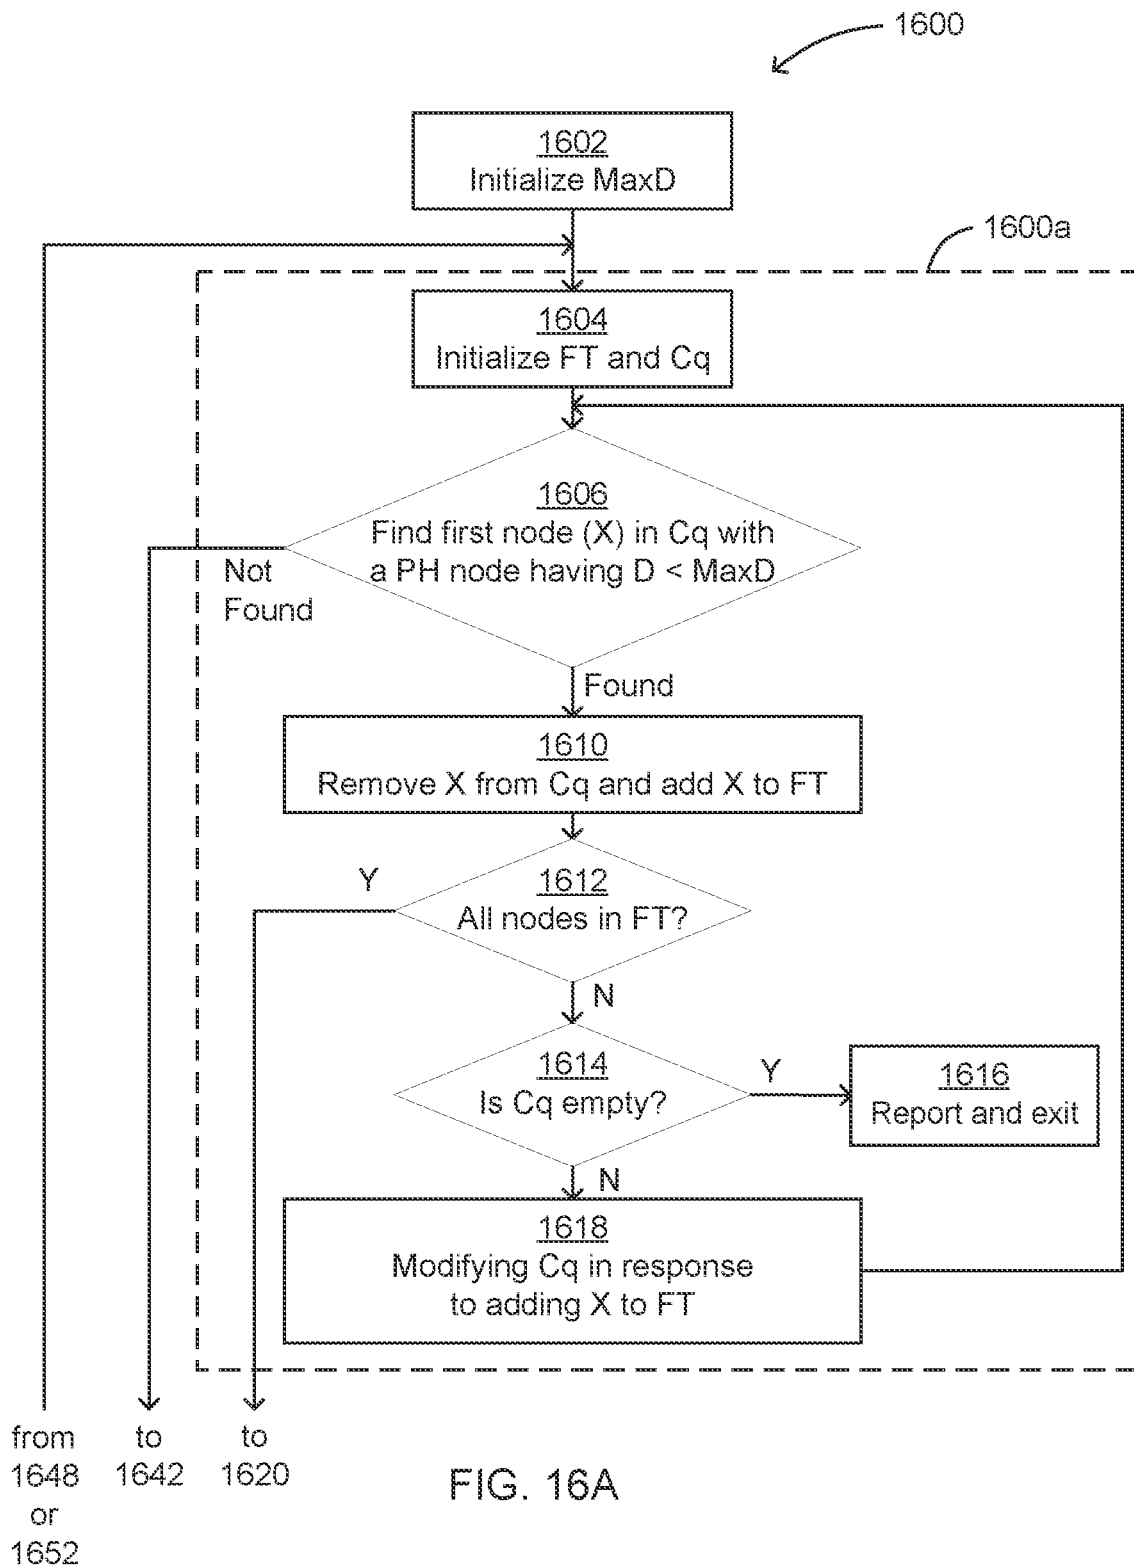 1600
1602
Initialize MaxD
1600a
1604
Initialize FT and Cq
1606
Find first node (X) in Cq with
a PH node having D < MaxD
Not
Found
Found
1610
Remove X from Cq and add X to FT
Y
1612
All nodes in FT?
N
1614
Is Cq empty?
Y
1616
Report and exit
N
1618
Modifying Cq in response
to adding X to FT
from
1648
or
1652
to
1642
to
1620
FIG. 16A